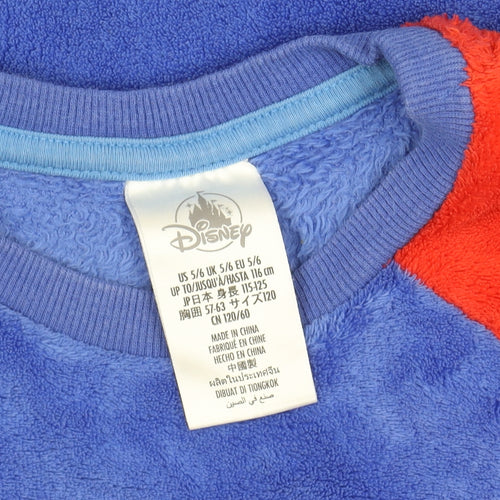 Disney
US 5/6 UK 5/6 EU 5/6
UP TO/JUSQU'À/HASTA 116 cm
JP日本 身長 115-125
胸囲 57-63 サイズ120
CN 120/60
MADE IN CHINA
FABRIQUÉ EN CHINE
HECHO EN CHINA
中國製
ผลิตในประเทศจีน
DIBUAT DI TIONGKOK
صنع في الصين